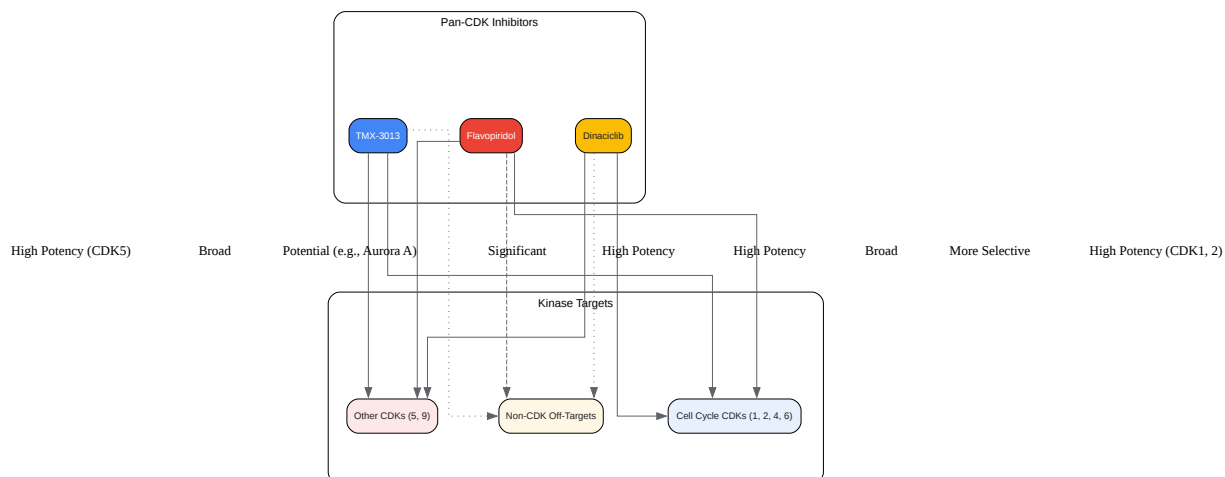 Pan-CDK Inhibitors
TMX-3013
Flavopiridol
Dinaciclib
High Potency (CDK5)
Broad
Potential (e.g., Aurora A)
Significant
High Potency
High Potency
Broad
More Selective
High Potency (CDK1, 2)
Kinase Targets
Other CDKs (5, 9)
Non-CDK Off-Targets
Cell Cycle CDKs (1, 2, 4, 6)